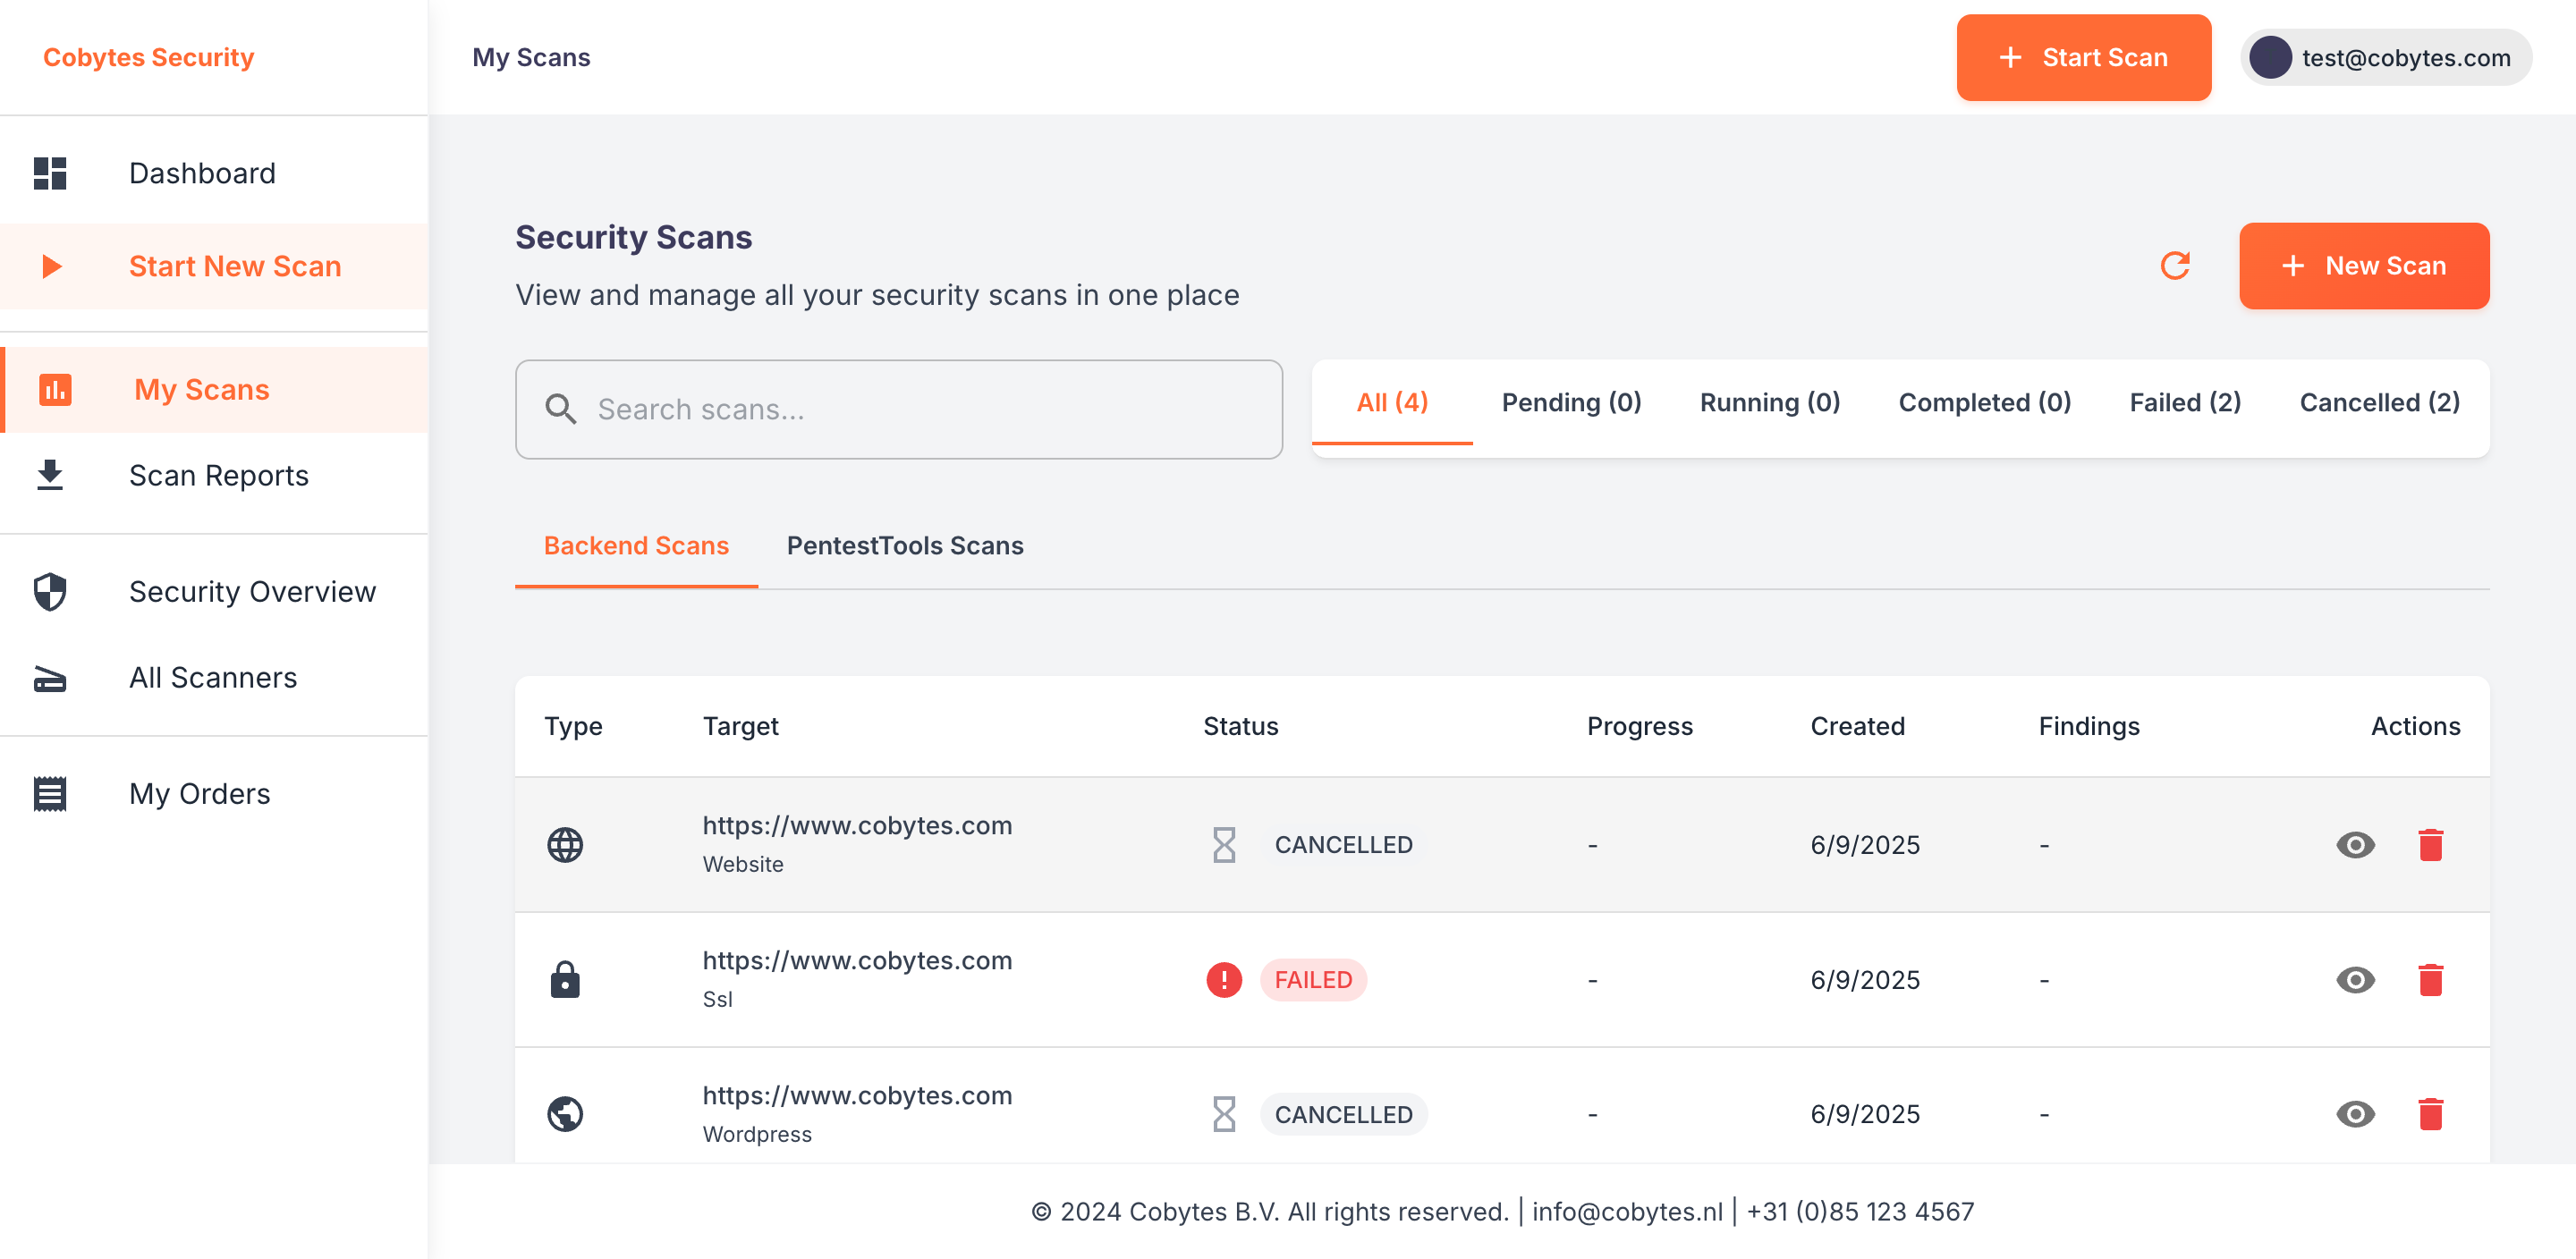 Cobytes Security
My Scans
Start Scan
test@cobytes.com
Dashboard
Start New Scan
My Scans
Scan Reports
Security Overview
All Scanners
My Orders
Security Scans
View and manage all your security scans in one place
New Scan
Search scans...
All (4) Pending (0) Running (0) Completed (0) Failed (2) Cancelled (2)
Backend Scans PentestTools Scans
Type Target Status Progress Created Findings Actions
https://www.cobytes.com
Website
CANCELLED - 6/9/2025 -
https://www.cobytes.com
Ssl
FAILED - 6/9/2025 -
https://www.cobytes.com
Wordpress
CANCELLED - 6/9/2025 -
© 2024 Cobytes B.V. All rights reserved. | info@cobytes.nl | +31 (0)85 123 4567